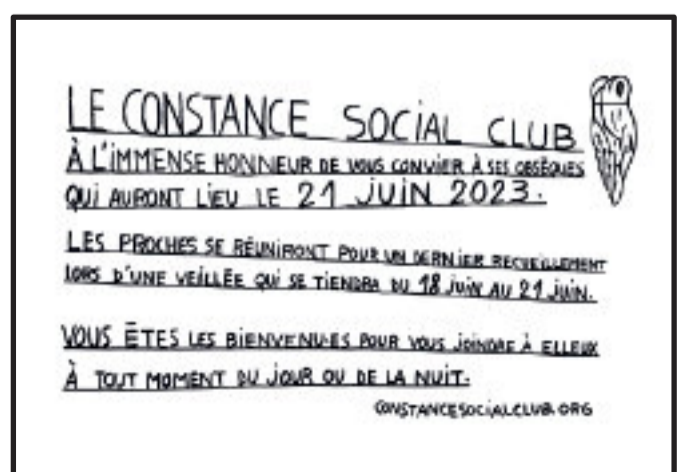 LE CONSTANCE SOCIAL CLUB
À L'IMMENSE HONNEUR DE VOUS CONVIER À SES OBSÈQUES
QUI AURONT LIEU LE 21 JUIN 2023.
LES PROCHES SE RÉUNIRONT POUR UN DERNIER RECUEILLEMENT
LORS D'UNE VEILLÉE QUI SE TIENDRA DU 18 JUIN AU 21 JUIN.
VOUS ÊTES LES BIENVENU·ES POUR VOUS JOINDRE À ELLEUX
À TOUT MOMENT DU JOUR OU DE LA NUIT.
CONSTANCESOCIALCLUB.ORG